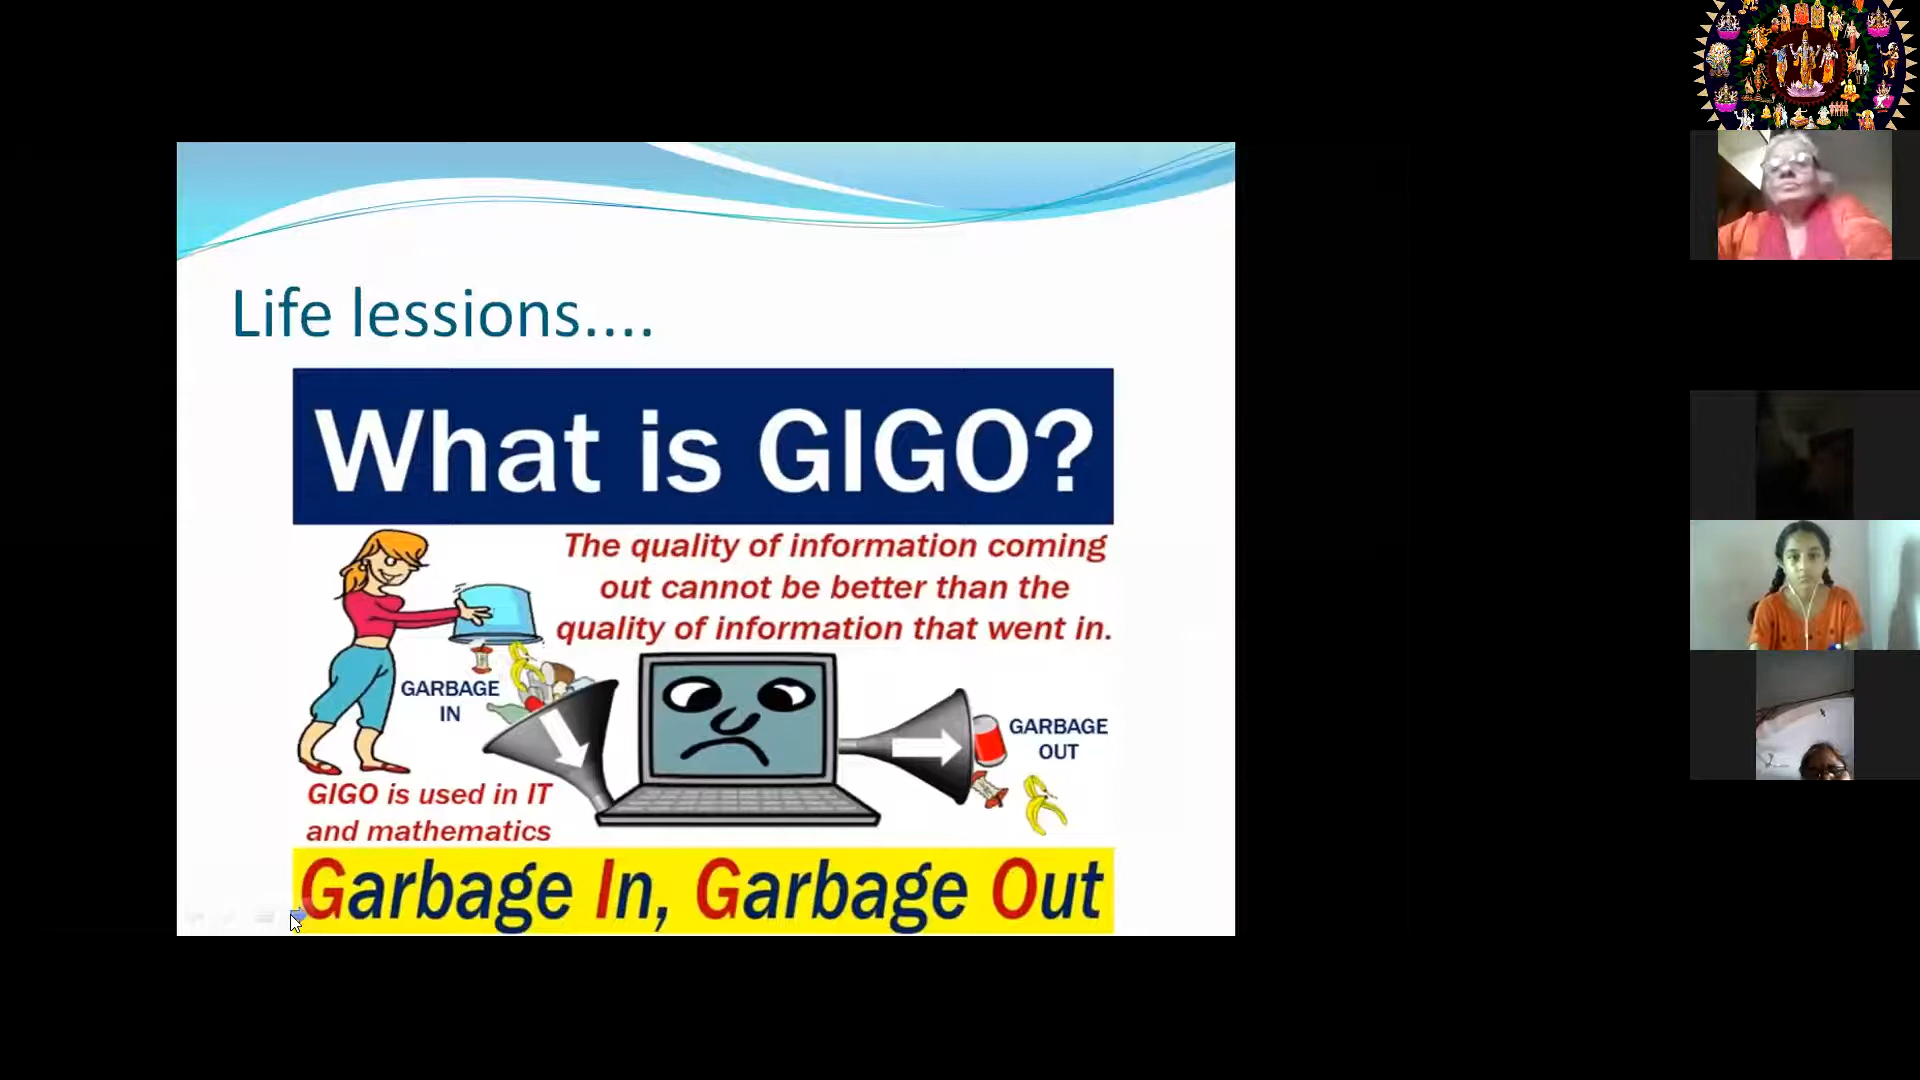 Life lessions....
What is GIGO?
The quality of information coming
out cannot be better than the
quality of information that went in.
GARBAGE
IN
GARBAGE
OUT
GIGO is used in IT
and mathematics
Garbage In, Garbage Out